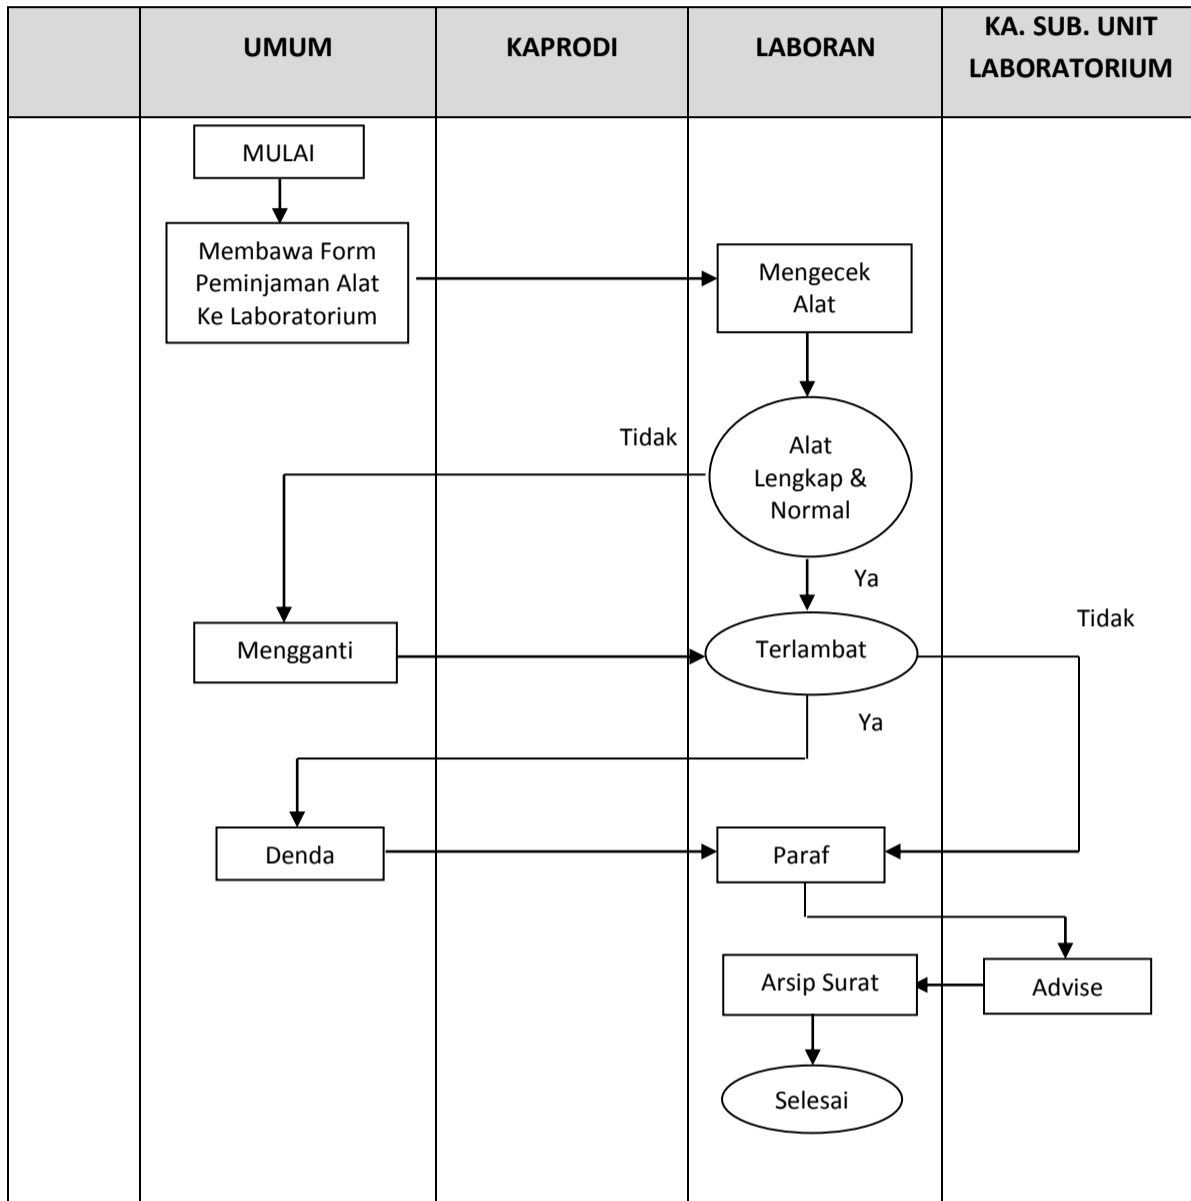 UMUM
KAPRODI
LABORAN
KA. SUB. UNIT
LABORATORIUM
MULAI
Membawa Form
Peminjaman Alat
Ke Laboratorium
Mengecek
Alat
Tidak
Alat
Lengkap &
Normal
Ya
Tidak
Mengganti
Terlambat
Ya
Denda
Paraf
Arsip Surat
Advise
Selesai